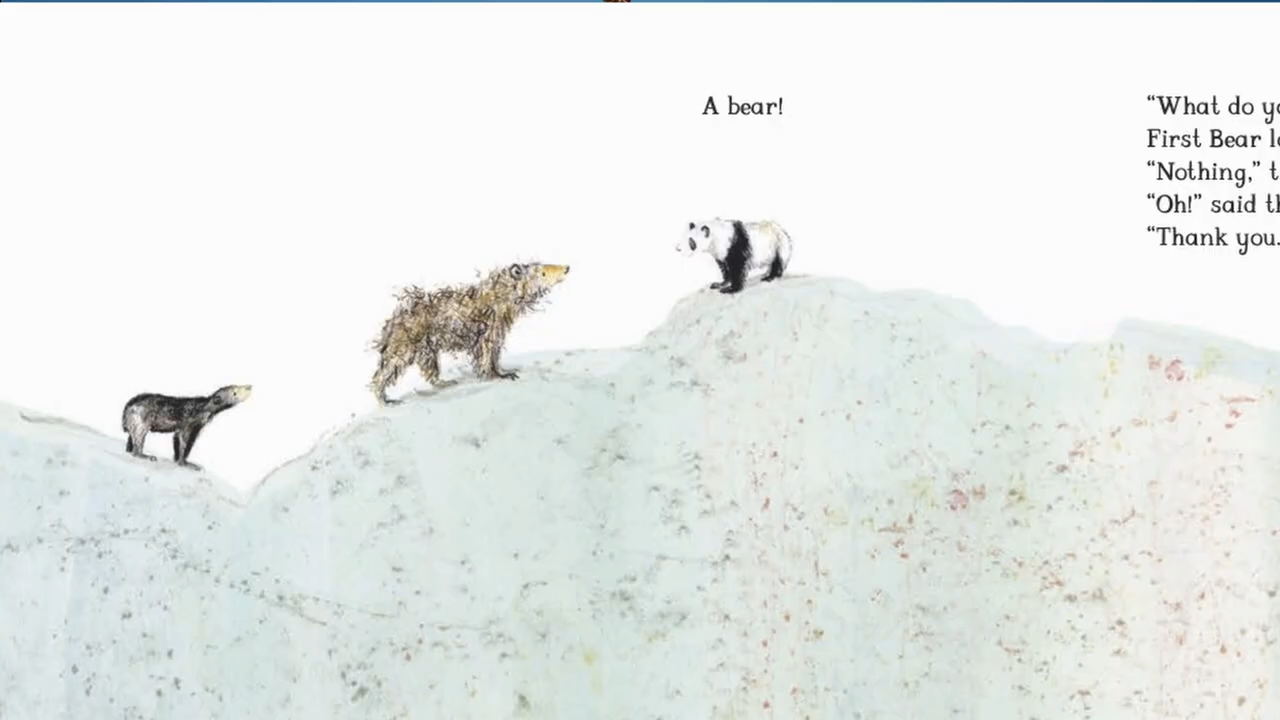 A bear!
“What do
First Bear
“Nothing,”
“Oh!” said
“Thank you.